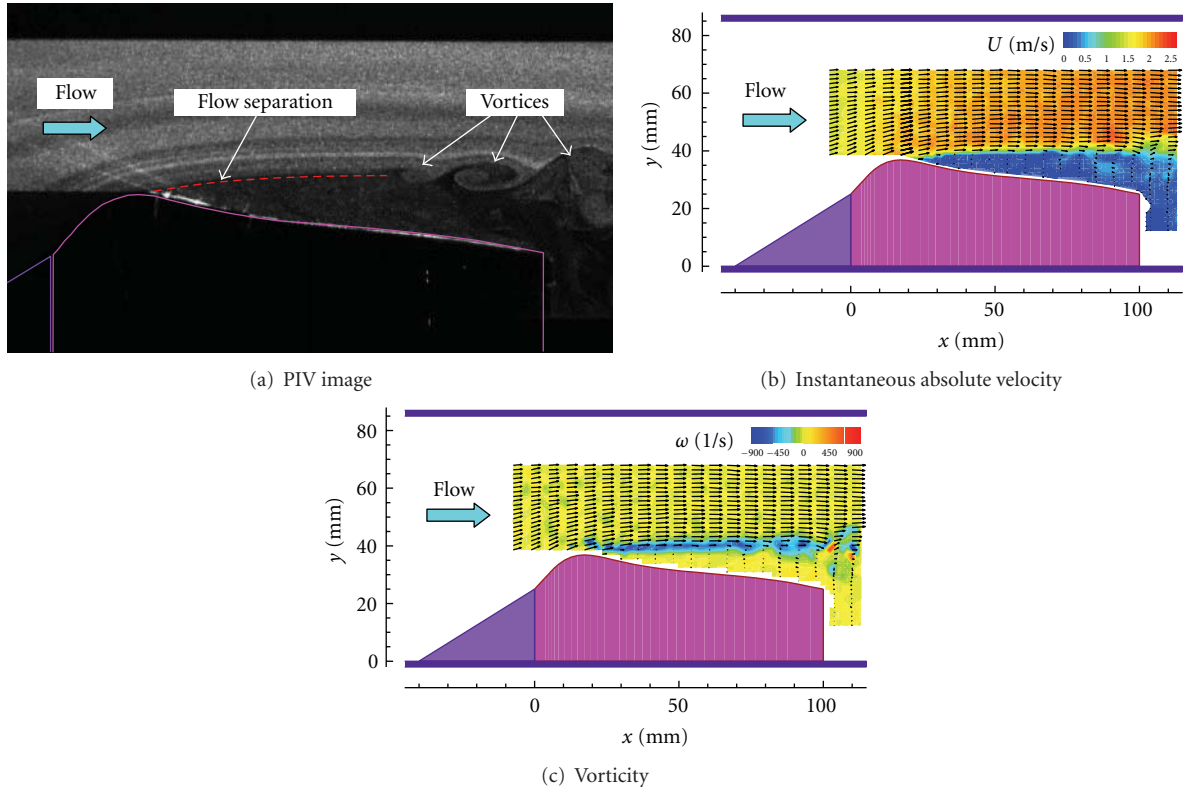 Flow
Flow separation
Vortices
(a) PIV image
80
60
40
20
0
y (mm)
U (m/s)
0 0.5 1 1.5 2 2.5
Flow
0 50 100
x (mm)
(b) Instantaneous absolute velocity
80
60
40
20
0
y (mm)
ω (1/s)
−900 −450 0 450 900
Flow
0 50 100
x (mm)
(c) Vorticity